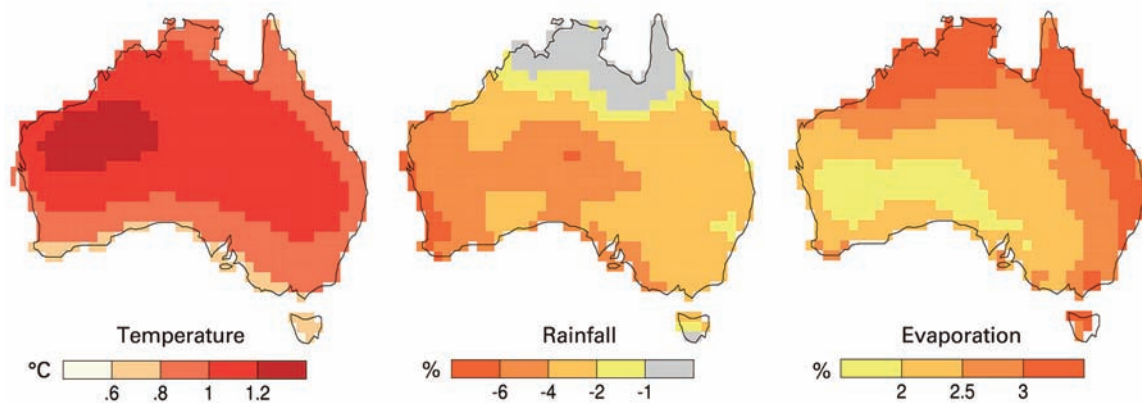 Temperature
Rainfall
Evaporation
°C
.6 .8 1 1.2
%
-6 -4 -2 -1
%
2 2.5 3